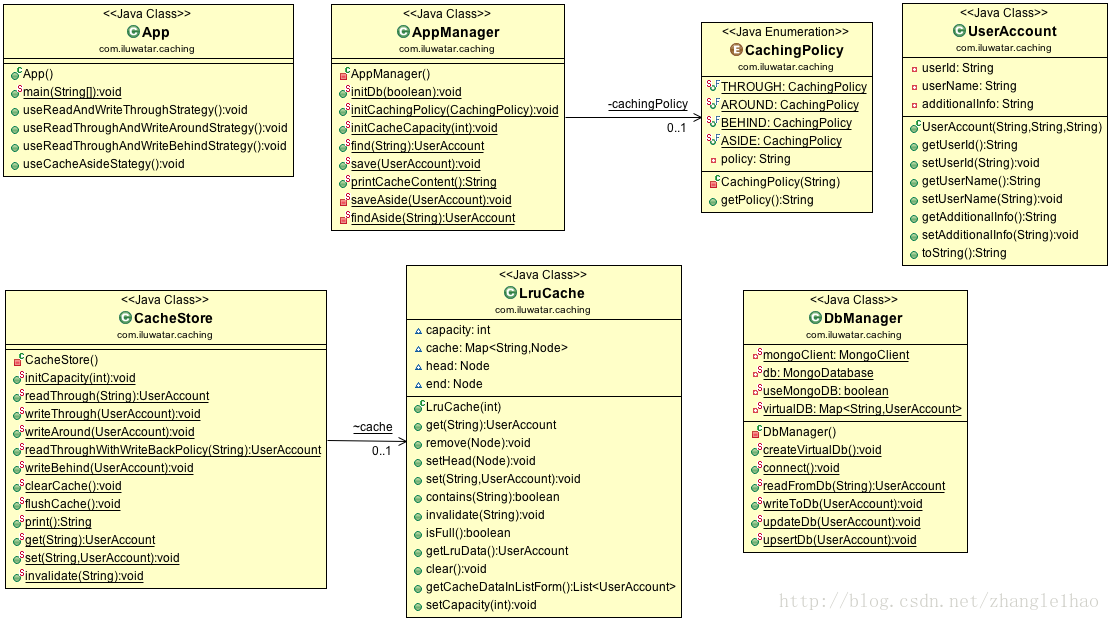 <<Java Class>>
App
com.iluwatar.caching
App()
main(String[]):void
useReadAndWriteThroughStrategy():void
useReadThroughAndWriteAroundStrategy():void
useReadThroughAndWriteBehindStrategy():void
useCacheAsideStategy():void
<<Java Class>>
AppManager
com.iluwatar.caching
AppManager()
initDb(boolean):void
initCachingPolicy(CachingPolicy):void
initCacheCapacity(int):void
find(String):UserAccount
save(UserAccount):void
printCacheContent():String
saveAside(UserAccount):void
findAside(String):UserAccount
-cachingPolicy
0..1
<<Java Enumeration>>
CachingPolicy
com.iluwatar.caching
THROUGH: CachingPolicy
AROUND: CachingPolicy
BEHIND: CachingPolicy
ASIDE: CachingPolicy
policy: String
CachingPolicy(String)
getPolicy():String
<<Java Class>>
UserAccount
com.iluwatar.caching
userId: String
userName: String
additionalInfo: String
UserAccount(String,String,String)
getUserId():String
setUserId(String):void
getUserName():String
setUserName(String):void
getAdditionalInfo():String
setAdditionalInfo(String):void
toString():String
<<Java Class>>
CacheStore
com.iluwatar.caching
CacheStore()
initCapacity(int):void
readThrough(String):UserAccount
writeThrough(UserAccount):void
writeAround(UserAccount):void
readThroughWithWriteBackPolicy(String):UserAccount
writeBehind(UserAccount):void
clearCache():void
flushCache():void
print():String
get(String):UserAccount
set(String,UserAccount):void
invalidate(String):void
~cache
0..1
<<Java Class>>
LruCache
com.iluwatar.caching
capacity: int
cache: Map<String,Node>
head: Node
end: Node
LruCache(int)
get(String):UserAccount
remove(Node):void
setHead(Node):void
set(String,UserAccount):void
contains(String):boolean
invalidate(String):void
isFull():boolean
getLruData():UserAccount
clear():void
getCacheDataInListForm():List<UserAccount>
setCapacity(int):void
<<Java Class>>
DbManager
com.iluwatar.caching
mongoClient: MongoClient
db: MongoDatabase
useMongoDB: boolean
virtualDB: Map<String,UserAccount>
DbManager()
createVirtualDb():void
connect():void
readFromDb(String):UserAccount
writeToDb(UserAccount):void
updateDb(UserAccount):void
upsertDb(UserAccount):void
http://blog.csdn.net/zhanglelhao